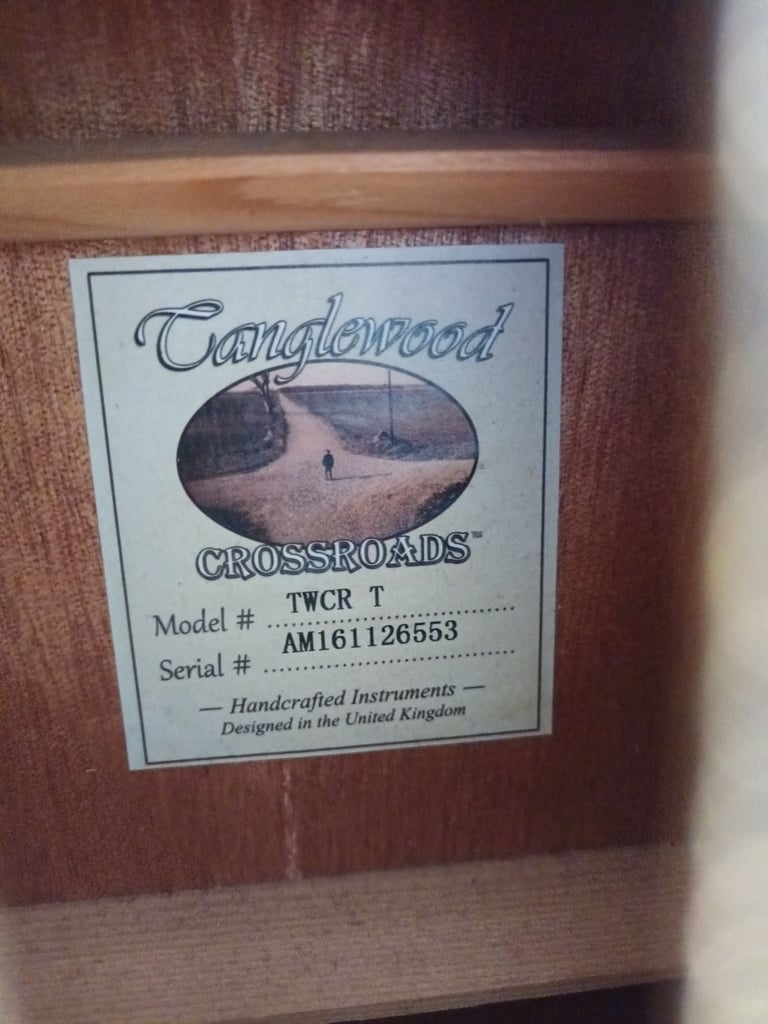 Tanglewood
CROSSROADS™
Model # TWCR T
Serial # AM161126553
— Handcrafted Instruments —
Designed in the United Kingdom